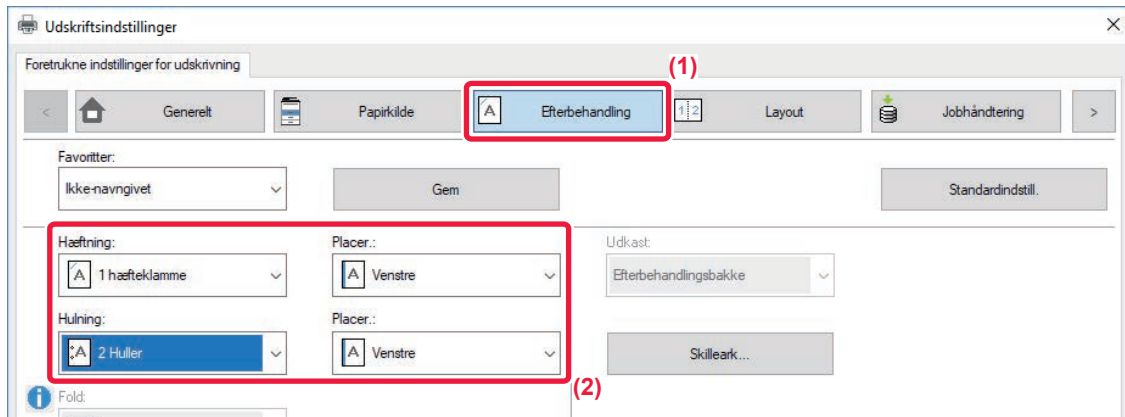 Udskriftsindstillinger
Foretrukne indstillinger for udskrivning
(1)
< Generelt Papirkilde Efterbehandling Layout Jobhåndtering >
Favoritter:
Ikke-navngivet Gem Standardindstill.
Hæftning: Placer.: Udkast:
1 hæfteklamme Venstre Efterbehandlingsbakke
Hulning: Placer.:
2 Huller Venstre Skilleark...
(2)
Fold: